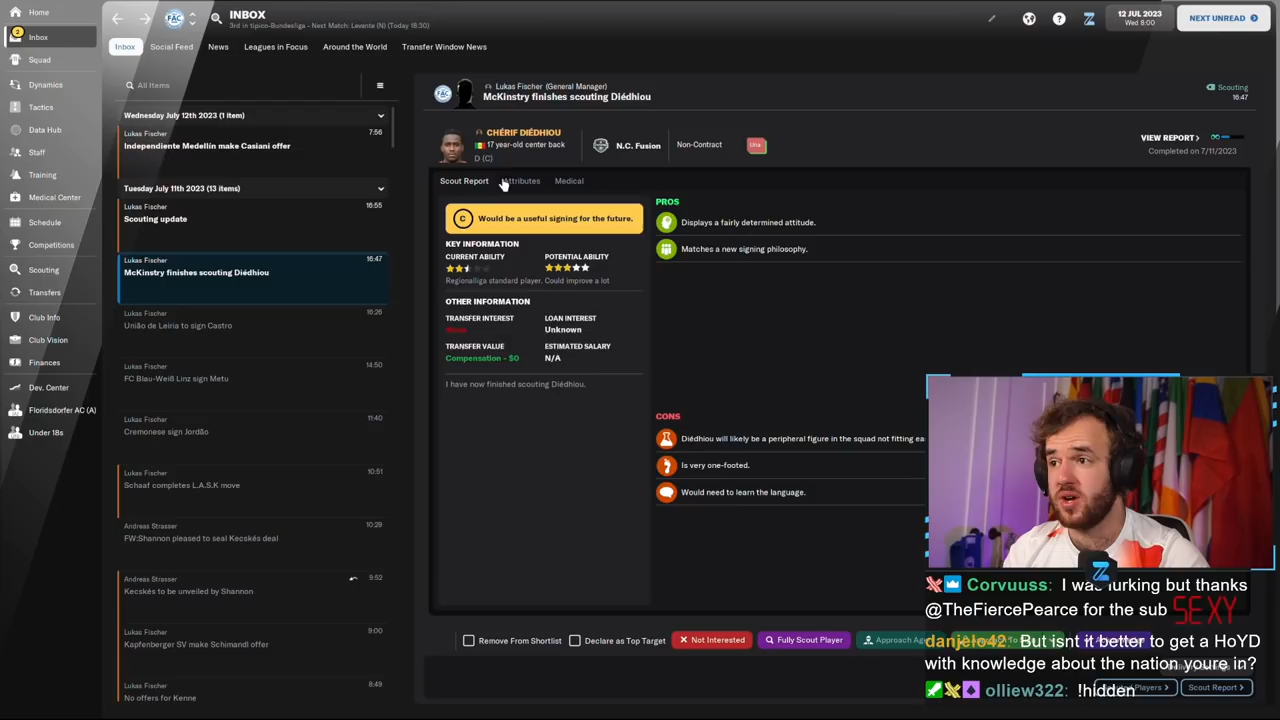 Home
Inbox
2
Squad
Dynamics
Tactics
Data Hub
Staff
Training
Medical Center
Schedule
Competitions
Scouting
Transfers
Club Info
Club Vision
Finances
Dev. Center
Floridsdorfer AC (A)
Under 18s
INBOX
3rd in tipico-Bundesliga - Next Match: Levante (N) (Today 18:30)
12 JUL 2023
Wed 8:00
NEXT UNREAD
Inbox
Social Feed
News
Leagues in Focus
Around the World
Transfer Window News
All Items
Wednesday July 12th 2023 (1 item)
Lukas Fischer 7:56
Independiente Medellín make Casiani offer
Tuesday July 11th 2023 (13 items)
Lukas Fischer 16:55
Scouting update
Lukas Fischer 16:47
McKinstry finishes scouting Diédhiou
Lukas Fischer 16:26
União de Leiria to sign Castro
Lukas Fischer 14:50
FC Blau-Weiß Linz sign Metu
Lukas Fischer 11:40
Cremonese sign Jordão
Lukas Fischer 10:51
Schaaf completes L.A.S.K move
Andreas Strasser 10:29
FW:Shannon pleased to seal Kecskés deal
Andreas Strasser 9:52
Kecskés to be unveiled by Shannon
Lukas Fischer 9:00
Kapfenberger SV make Schimandl offer
Lukas Fischer 8:49
No offers for Kenne
Lukas Fischer (General Manager)
McKinstry finishes scouting Diédhiou
Scouting
16:47
CHÉRIF DIÉDHIOU
17 year-old center back
D (C)
N.C. Fusion
Non-Contract
Una
VIEW REPORT >
Completed on 7/11/2023
Scout Report
Attributes
Medical
C Would be a useful signing for the future.
KEY INFORMATION
CURRENT ABILITY
POTENTIAL ABILITY
Regionalliga standard player. Could improve a lot
OTHER INFORMATION
TRANSFER INTEREST
LOAN INTEREST
None
Unknown
TRANSFER VALUE
ESTIMATED SALARY
Compensation - $0
N/A
I have now finished scouting Diédhiou.
PROS
Displays a fairly determined attitude.
Matches a new signing philosophy.
CONS
Diédhiou will likely be a peripheral figure in the squad not fitting
Is very one-footed.
Would need to learn the language.
Remove From Shortlist
Declare as Top Target
Not Interested
Fully Scout Player
Approach
Players >
Scout Report >
Corvuuss: I was lurking but thanks
@TheFiercePearce for the sub SEXY
danjelo42: But isnt it better to get a HoYD
with knowledge about the nation youre in?
olliew322: !hidden